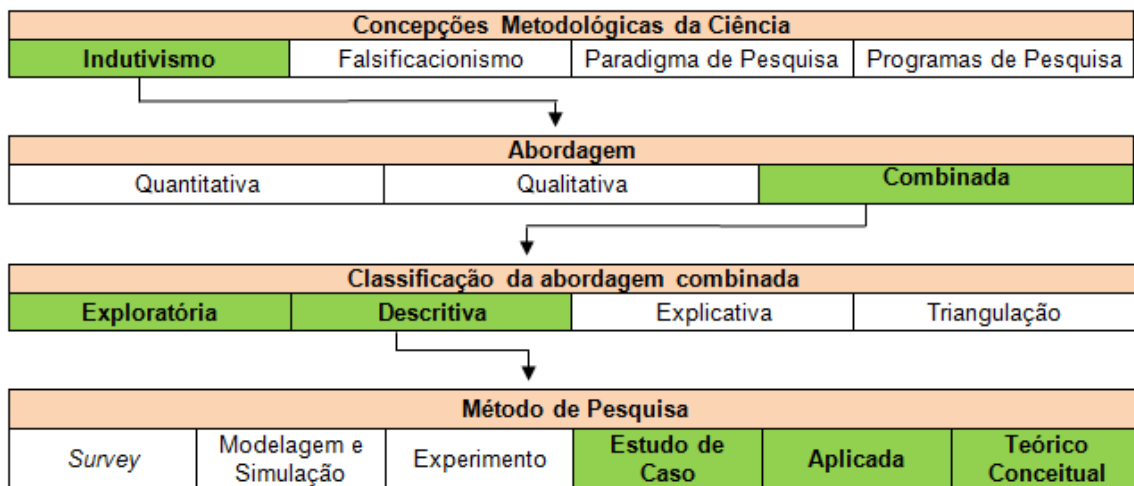 Concepções Metodológicas da Ciência
Indutivismo Falsificacionismo Paradigma de Pesquisa Programas de Pesquisa
Abordagem
Quantitativa Qualitativa Combinada
Classificação da abordagem combinada
Exploratória Descritiva Explicativa Triangulação
Método de Pesquisa
Survey Modelagem e Simulação Experimento Estudo de Caso Aplicada Teórico Conceitual